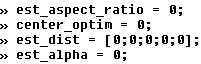 » est_aspect_ratio = 0;
» center_optim = 0;
» est_dist = [0;0;0;0;0];
» est_alpha = 0;